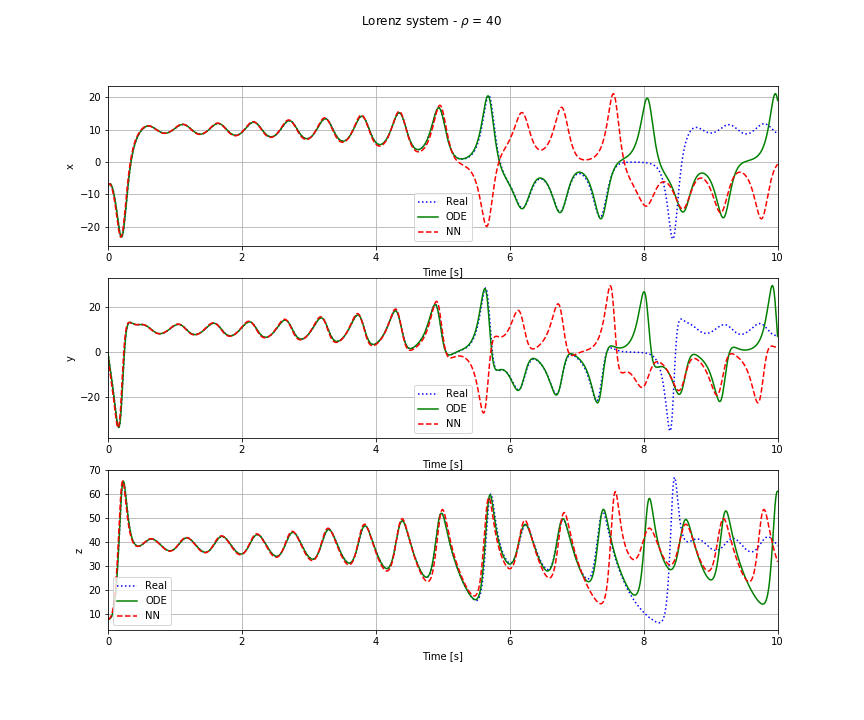 Lorenz system - ρ = 40
x
20
10
0
−10
−20
Real
ODE
NN
0 2 4 6 8 10
Time [s]
y
20
0
−20
Real
ODE
NN
0 2 4 6 8 10
Time [s]
z
70
60
50
40
30
20
10
Real
ODE
NN
0 2 4 6 8 10
Time [s]